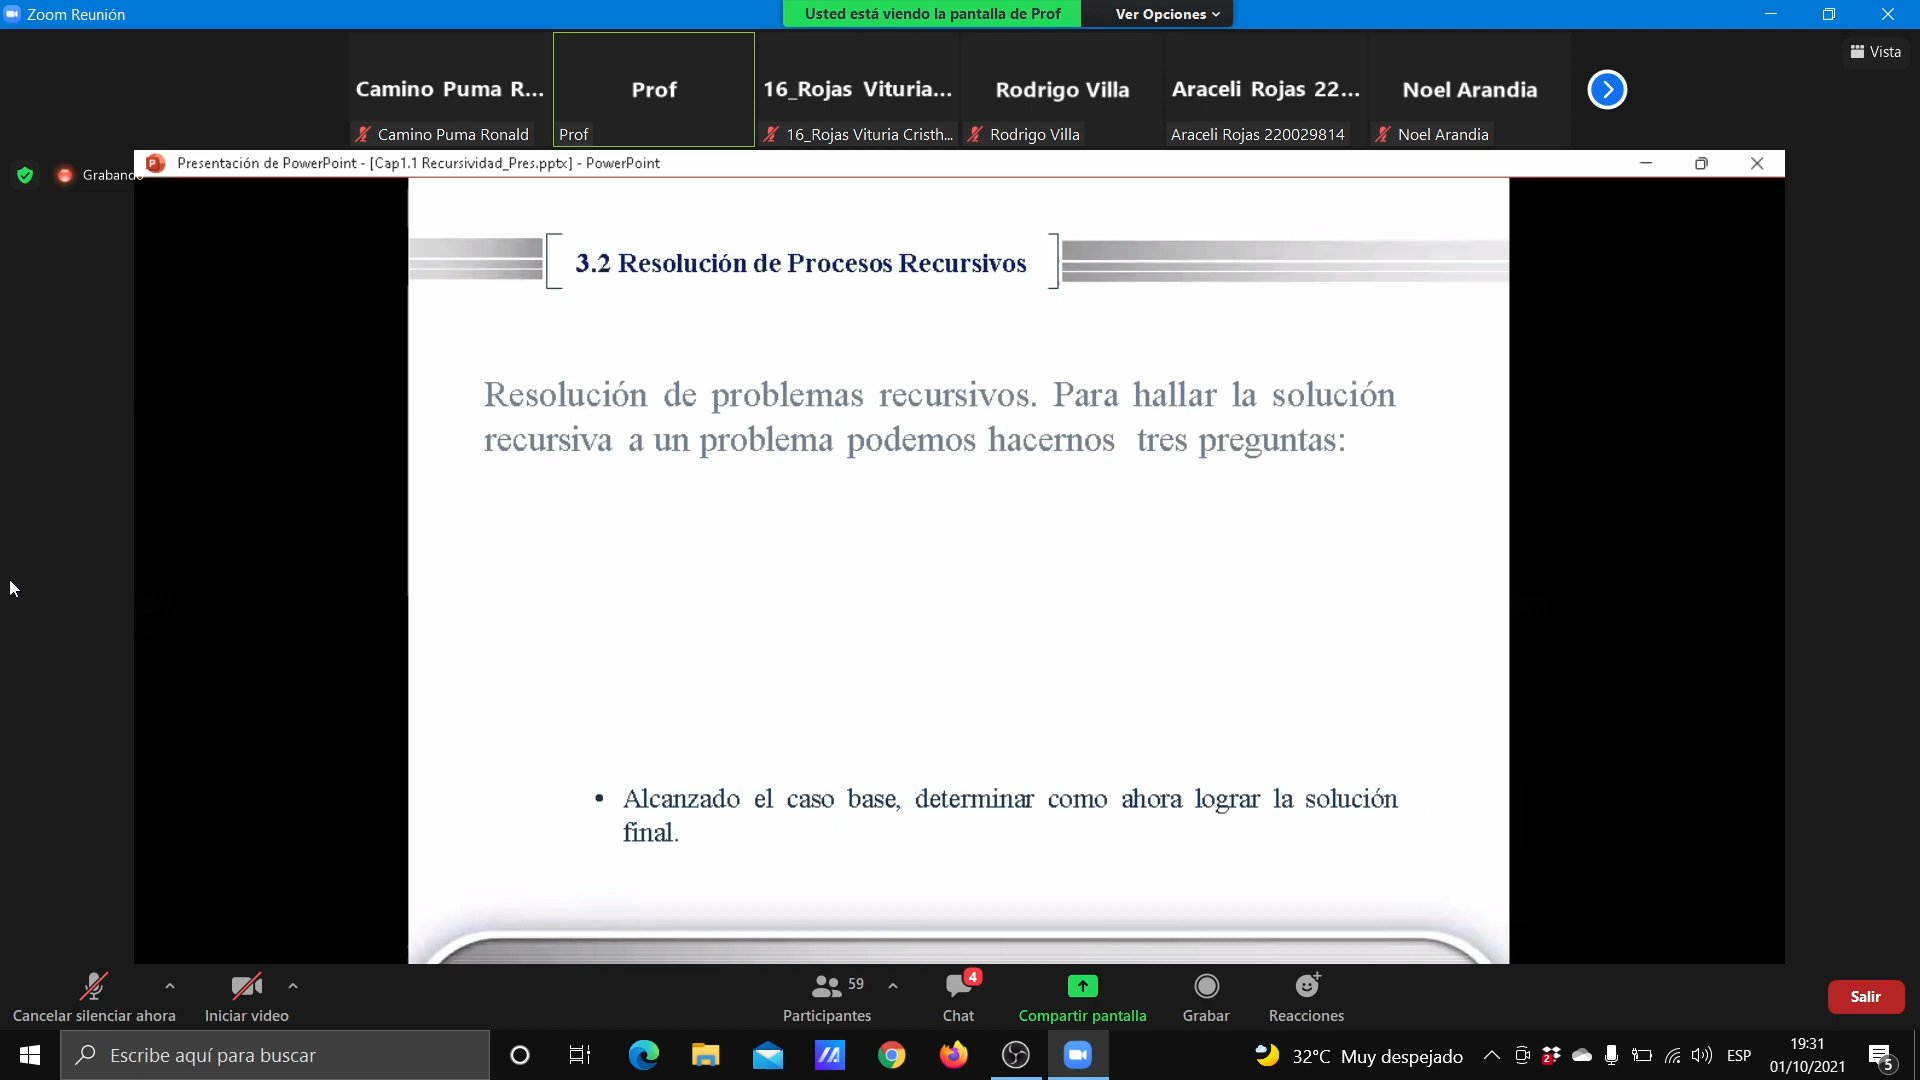 Zoom Reunión
Usted está viendo la pantalla de Prof
Ver Opciones
Camino Puma R...
Prof
16_Rojas Vituria...
Rodrigo Villa
Araceli Rojas 22...
Noel Arandia
Vista
Camino Puma Ronald
Prof
16_Rojas Vituria Cristh...
Rodrigo Villa
Araceli Rojas 220029814
Noel Arandia
Grabando
Presentación de PowerPoint - [Cap1.1 Recursividad_Pres.pptx] - PowerPoint
3.2 Resolución de Procesos Recursivos
Resolución de problemas recursivos. Para hallar la solución
recursiva a un problema podemos hacernos tres preguntas:
• Alcanzado el caso base, determinar como ahora lograr la solución
final.
Cancelar silenciar ahora
Iniciar video
59
Participantes
4
Chat
Compartir pantalla
Grabar
Reacciones
Salir
Escribe aquí para buscar
32°C Muy despejado
2
ESP
19:31
01/10/2021
5